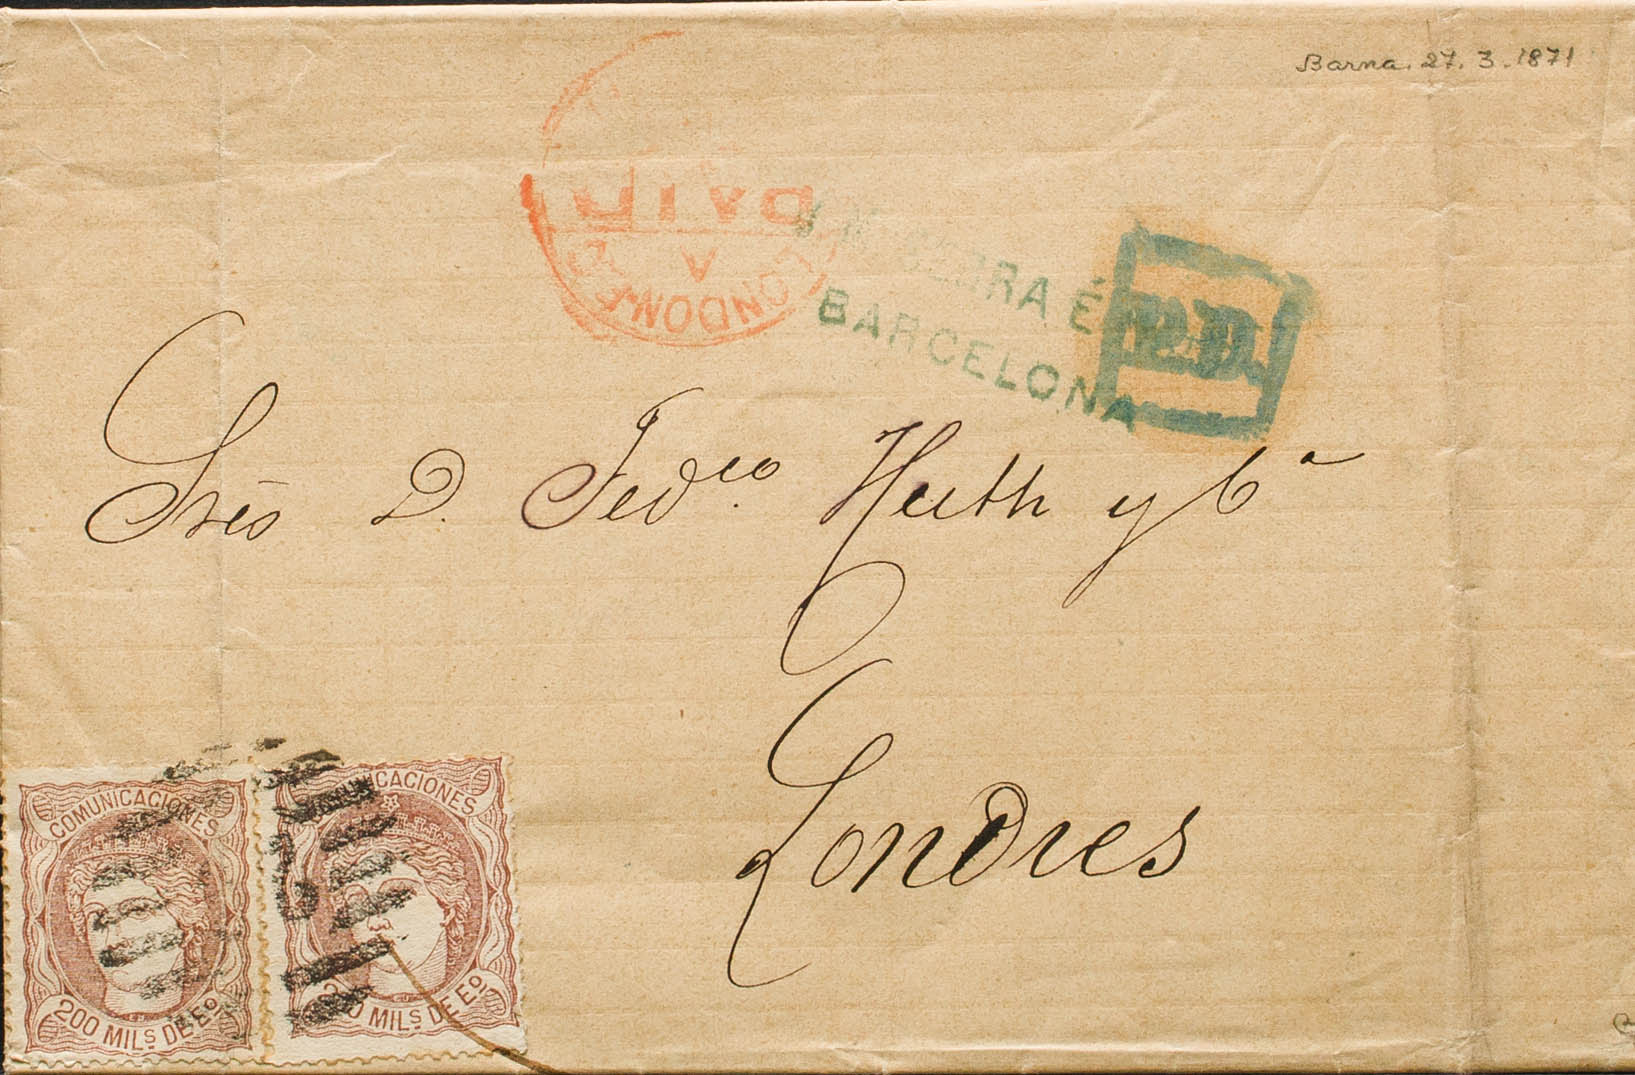 Barna. 27. 3. 1871
PAID
A
LONDON
É
BARCELONA
P.D.
Sres D. Fedco. Huth y Ca
Londres
COMUNICACIONES
200 MILS DE EO
COMUNICACIONES
200 MILS DE EO